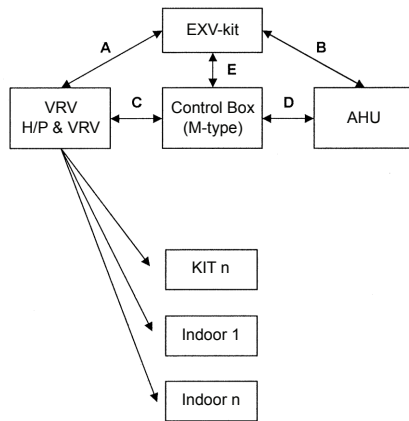 EXV-kit
A
B
E
VRV
H/P & VRV
C
Control Box
(M-type)
D
AHU
KIT n
Indoor 1
Indoor n